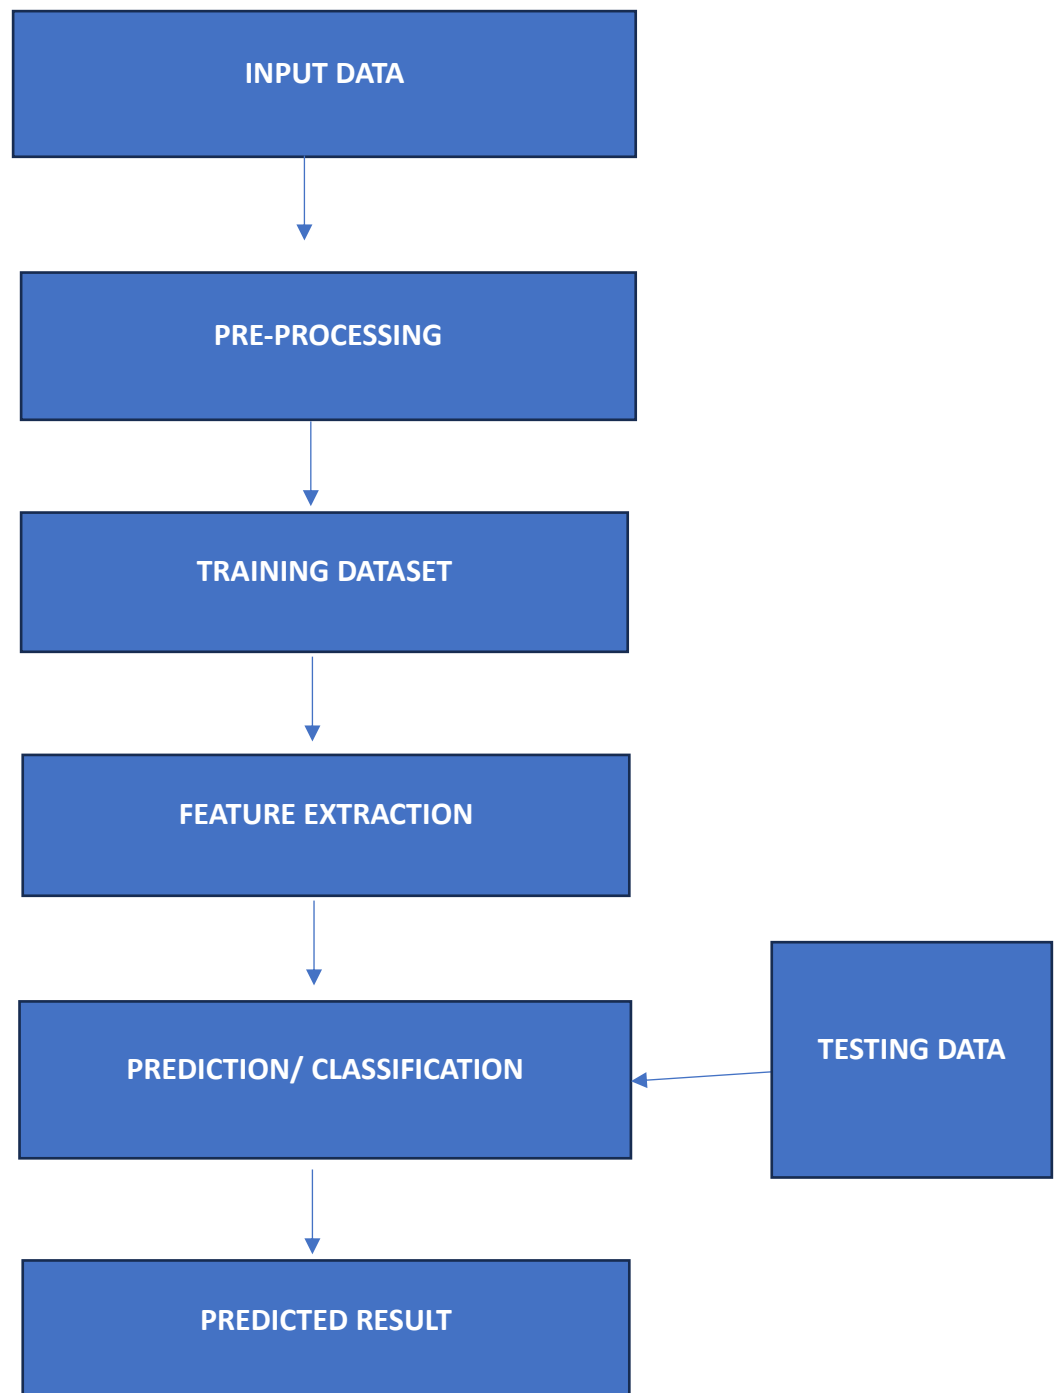 INPUT DATA
PRE-PROCESSING
TRAINING DATASET
FEATURE EXTRACTION
PREDICTION/ CLASSIFICATION
TESTING DATA
PREDICTED RESULT